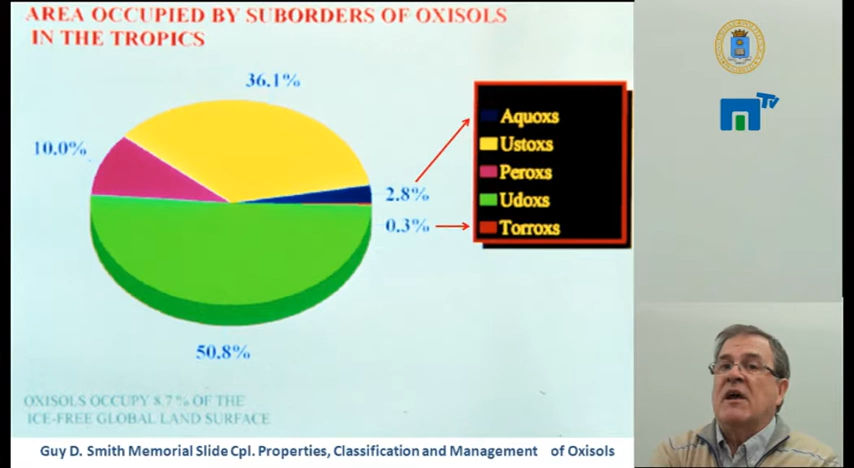 AREA OCCUPIED BY SUBORDERS OF OXISOLS
IN THE TROPICS
36.1%
10.0%
2.8%
0.3%
50.8%
Aquoxs
Ustoxs
Peroxs
Udoxs
Torroxs
OXISOLS OCCUPY 8.7 % OF THE
ICE-FREE GLOBAL LAND SURFACE
Guy D. Smith Memorial Slide Cpl. Properties, Classification and Management of Oxisols
TV